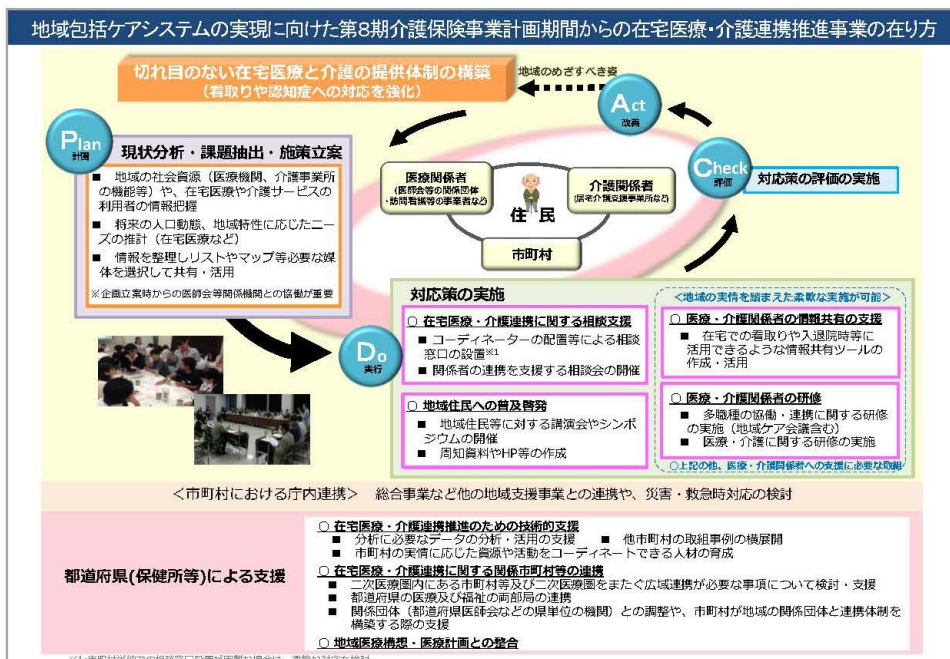 地域包括ケアシステムの実現に向けた第8期介護保険事業計画期間からの在宅医療・介護連携推進事業の在り方
切れ目のない在宅医療と介護の提供体制の構築
(看取りや認知症への対応を強化)
地域のめざすべき姿
Act
改善
Plan
計画
現状分析・課題抽出・施策立案
■ 地域の社会資源(医療機関、介護事業所
の機能等)や、在宅医療や介護サービスの
利用者の情報把握
■ 将来の人口動態、地域特性に応じたニー
ズの推計(在宅医療など)
■ 情報を整理しリストやマップ等必要な媒
体を選択して共有・活用
※企画立案時からの医師会等関係機関との協働が重要
医療関係者
(医師会等の関係団体
・訪問看護等の事業者など)
介護関係者
(居宅介護支援事業所など)
住民
市町村
Check
評価
対応策の評価の実施
Do
実行
対応策の実施
○ 在宅医療・介護連携に関する相談支援
■ コーディネーターの配置等による相談
窓口の設置※1
■ 関係者の連携を支援する相談会の開催
○ 地域住民への普及啓発
■ 地域住民等に対する講演会やシンポ
ジウムの開催
■ 周知資料やHP等の作成
<地域の実情を踏まえた柔軟な実施が可能>
○ 医療・介護関係者の情報共有の支援
■ 在宅での看取りや入退院時等に
活用できるような情報共有ツールの
作成・活用
○ 医療・介護関係者の研修
■ 多職種の協働・連携に関する研修
の実施(地域ケア会議含む)
■ 医療・介護に関する研修の実施
○上記の他、医療・介護関係者への支援に必要な取組
<市町村における庁内連携> 総合事業など他の地域支援事業との連携や、災害・救急時対応の検討
都道府県(保健所等)による支援
○ 在宅医療・介護連携推進のための技術的支援
■ 分析に必要なデータの分析・活用の支援 ■ 他市町村の取組事例の横展開
■ 市町村の実情に応じた資源や活動をコーディネートできる人材の育成
○ 在宅医療・介護連携に関する関係市町村等の連携
■ 二次医療圏内にある市町村等及び二次医療圏をまたぐ広域連携が必要な事項について検討・支援
■ 都道府県の医療及び福祉の両部局の連携
■ 関係団体(都道府県医師会などの県単位の機関)との調整や、市町村が地域の関係団体と連携体制を
構築する際の支援
○ 地域医療構想・医療計画との整合